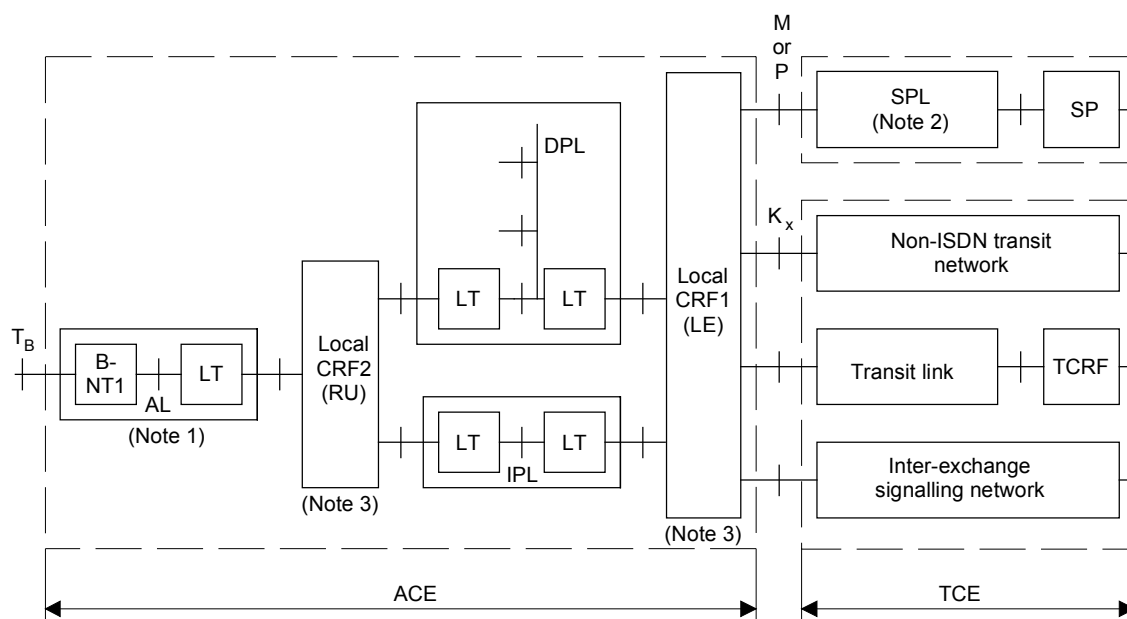 M
or
P
SPL
(Note 2)
SP
DPL
K x
Non-ISDN transit
network
LT
LT
Local
CRF1
(LE)
T B
B-
NT1
LT
AL
(Note 1)
Local
CRF2
(RU)
Transit link
TCRF
LT
LT
IPL
Inter-exchange
signalling network
(Note 3)
(Note 3)
ACE
TCE